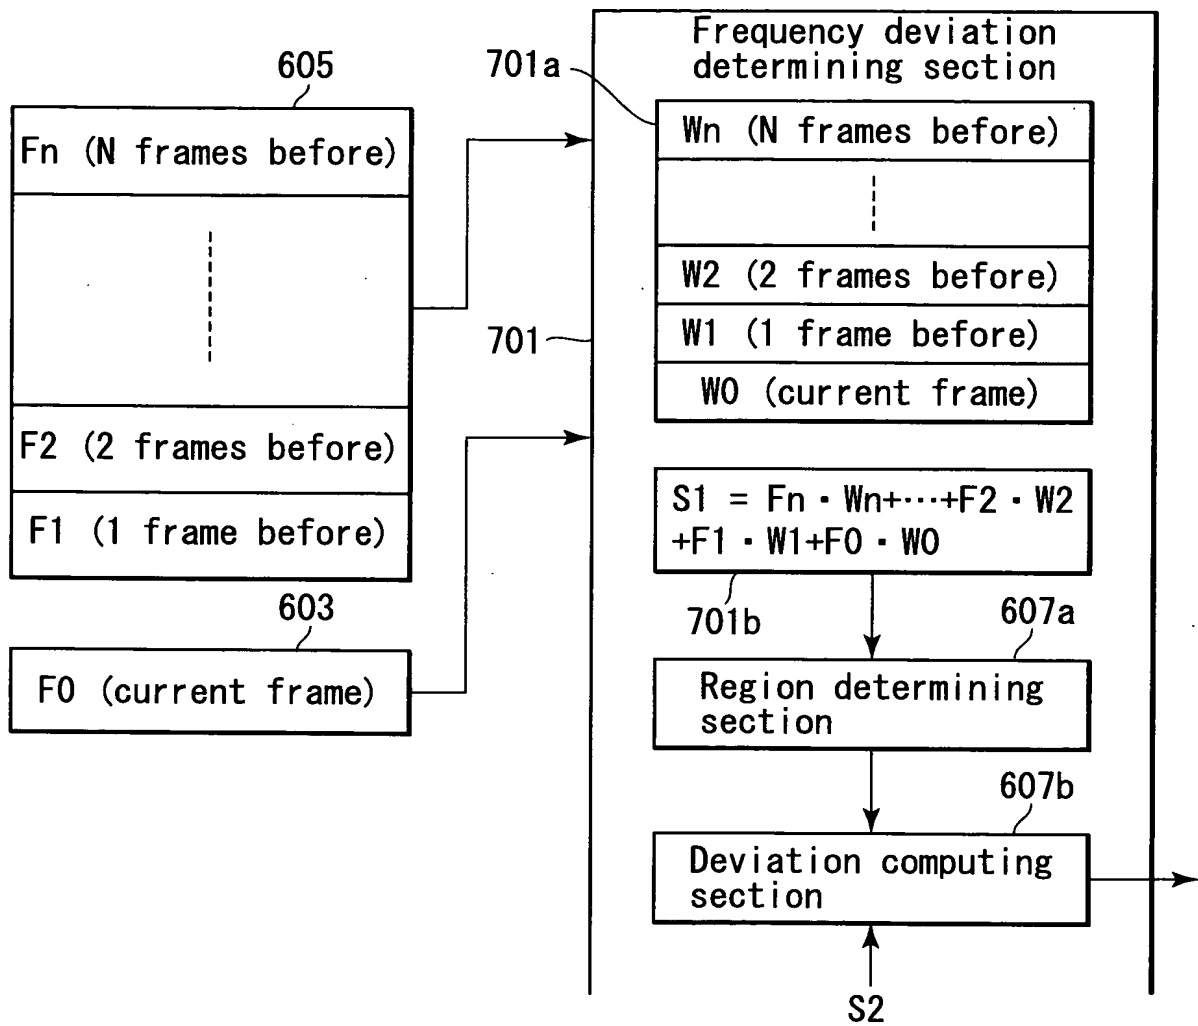 605
Fn (N frames before)
F2 (2 frames before)
F1 (1 frame before)
603
F0 (current frame)
Frequency deviation
determining section
701a
Wn (N frames before)
W2 (2 frames before)
W1 (1 frame before)
W0 (current frame)
701
S1 = Fn・Wn+・・・+F2・W2
+F1・W1+F0・W0
701b
607a
Region determining
section
607b
Deviation computing
section
S2